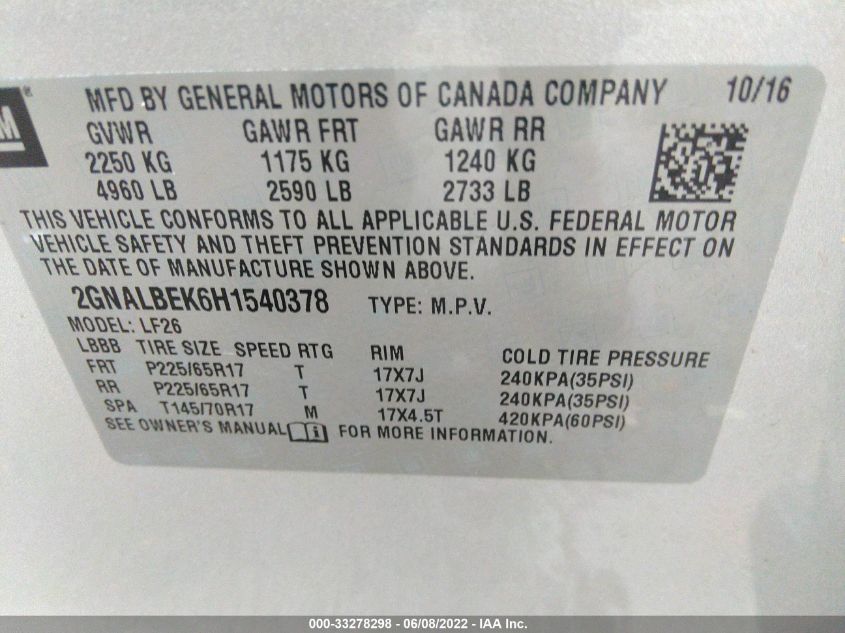 M ®
MFD BY GENERAL MOTORS OF CANADA COMPANY 10/16
GVWR GAWR FRT GAWR RR
2250 KG 1175 KG 1240 KG
4960 LB 2590 LB 2733 LB
THIS VEHICLE CONFORMS TO ALL APPLICABLE U.S. FEDERAL MOTOR
VEHICLE SAFETY AND THEFT PREVENTION STANDARDS IN EFFECT ON
THE DATE OF MANUFACTURE SHOWN ABOVE.
2GNALBEK6H1540378 TYPE: M.P.V.
MODEL: LF26
LBBB TIRE SIZE SPEED RTG RIM COLD TIRE PRESSURE
FRT P225/65R17 T 17X7J 240KPA(35PSI)
RR P225/65R17 T 17X7J 240KPA(35PSI)
SPA T145/70R17 M 17X4.5T 420KPA(60PSI)
SEE OWNER'S MANUAL FOR MORE INFORMATION.
000-33278298 - 06/08/2022 - IAA Inc.